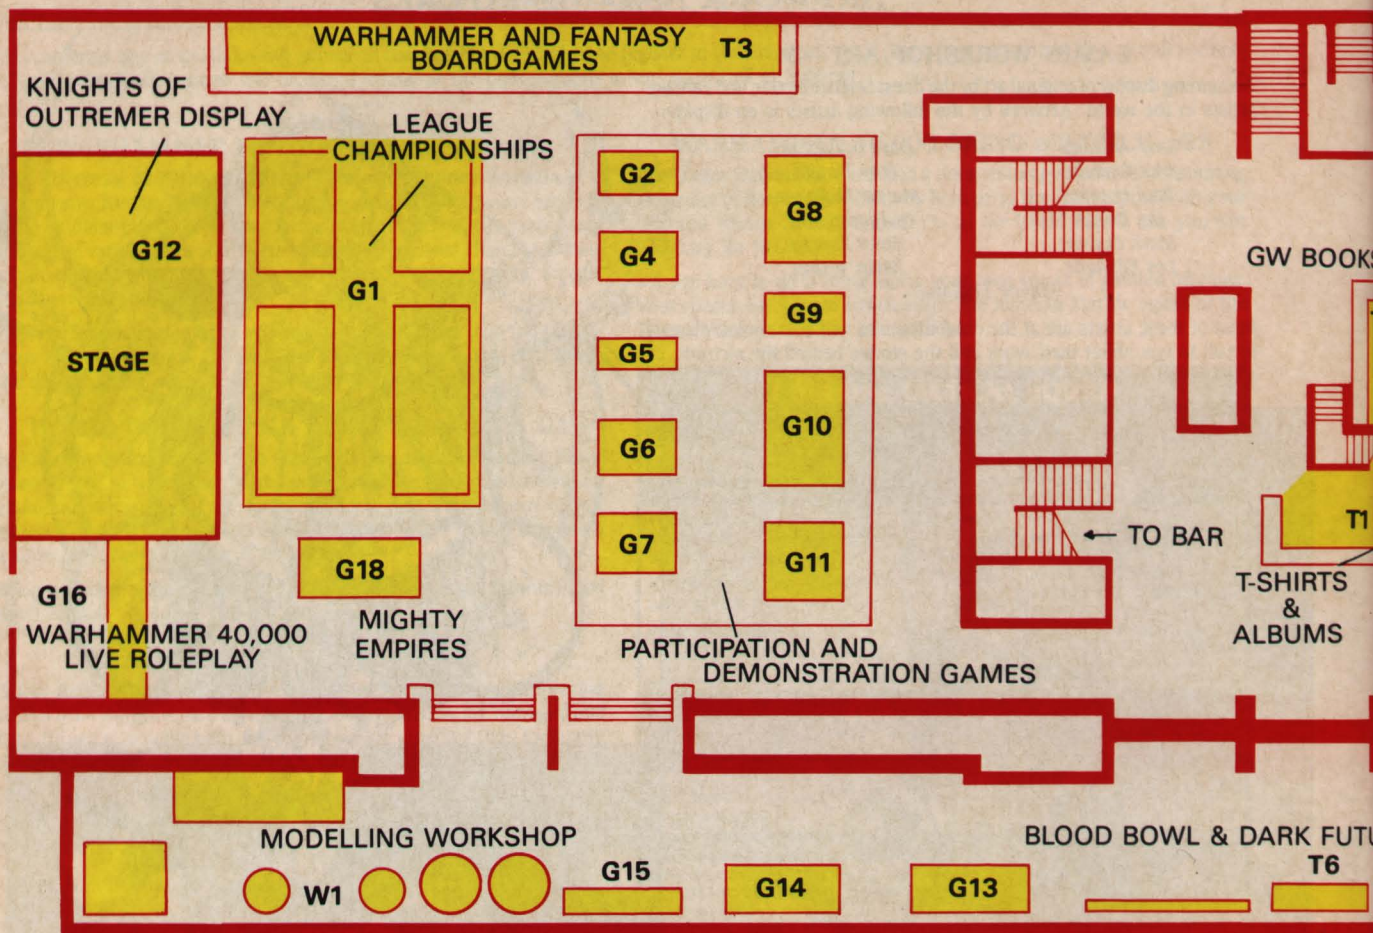 WARHAMMER AND FANTASY
BOARDGAMES
T3
KNIGHTS OF
OUTREMER DISPLAY
LEAGUE
CHAMPIONSHIPS
G12
G1
STAGE
G2
G4
G5
G6
G7
G8
G9
G10
G11
GW BOOKS
TO BAR
T1
T-SHIRTS
&
ALBUMS
G16
WARHAMMER 40,000
LIVE ROLEPLAY
G18
MIGHTY
EMPIRES
PARTICIPATION AND
DEMONSTRATION GAMES
MODELLING WORKSHOP
W1
G15
G14
G13
BLOOD BOWL & DARK FUTU
T6